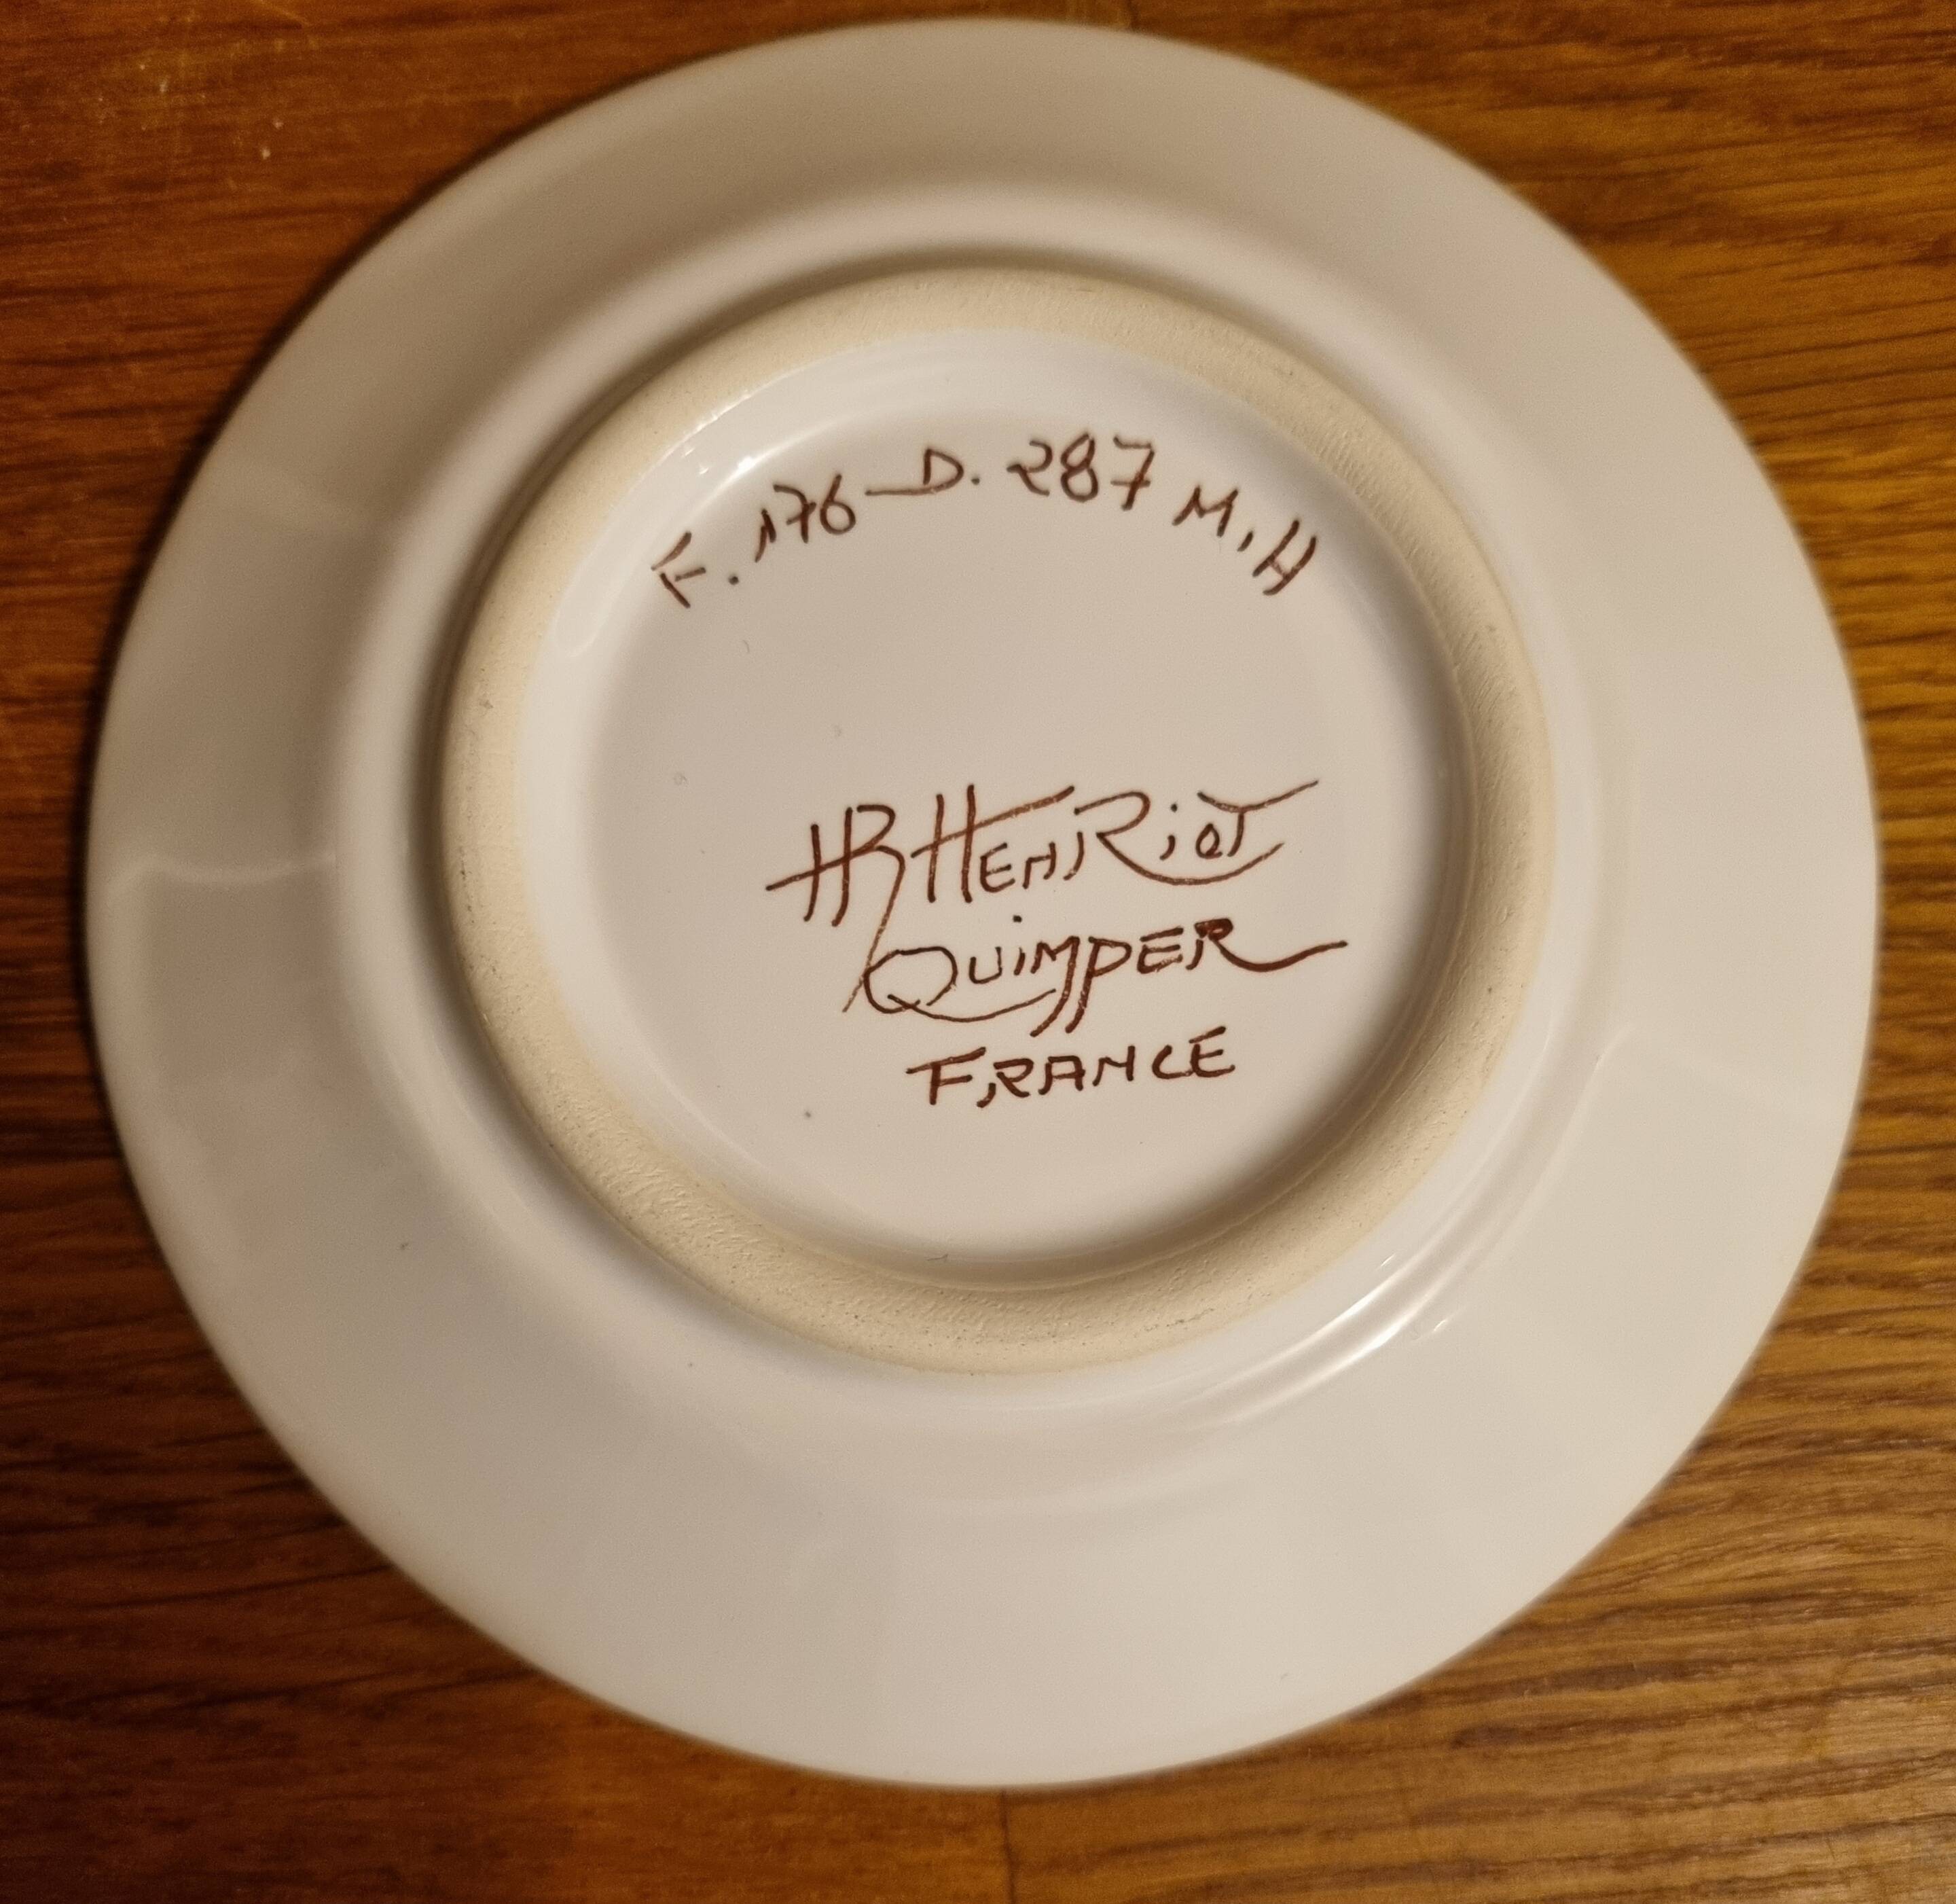 F. 176 - D. 287 M.H
HB HENRiOT
QUiMPER
FRANCE